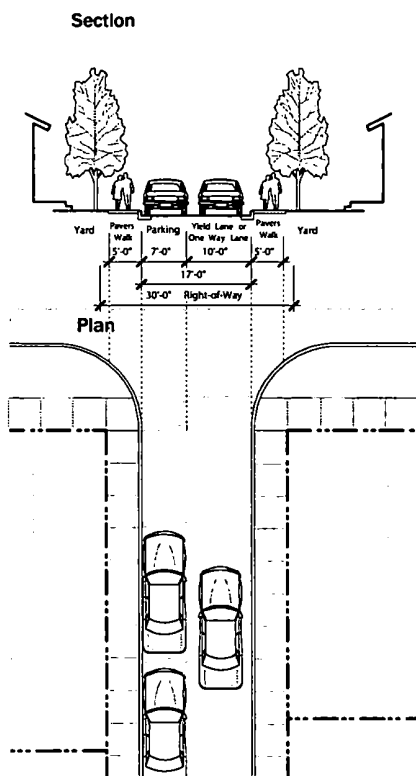 Section
Yard
Pavers Walk
Parking
Yield Lane or
One Way Lane
Pavers Walk
Yard
5'-0" 7'-0" 10'-0" 5'-0"
17'-0"
30'-0" Right-of-Way
Plan